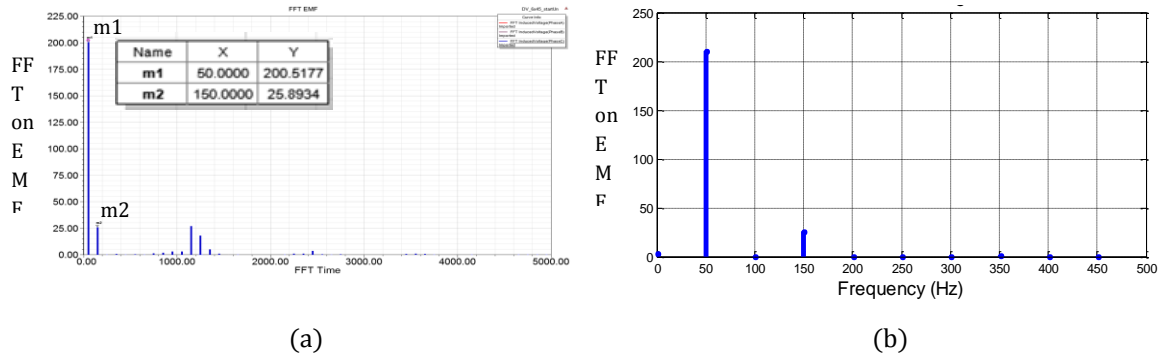 FFT EMF
DV_6x45_startUn
Curve Info
m1
225.00
200.00
175.00
150.00
125.00
100.00
75.00
50.00
25.00
0.00
Name X Y
m1 50.0000 200.5177
m2 150.0000 25.8934
m2
FF
T
on
E
M
F
0.00 1000.00 2000.00 3000.00 4000.00 5000.00
FFT Time
(a)
FF
T
on
E
M
F
250
200
150
100
50
0
0 50 100 150 200 250 300 350 400 450 500
Frequency (Hz)
(b)